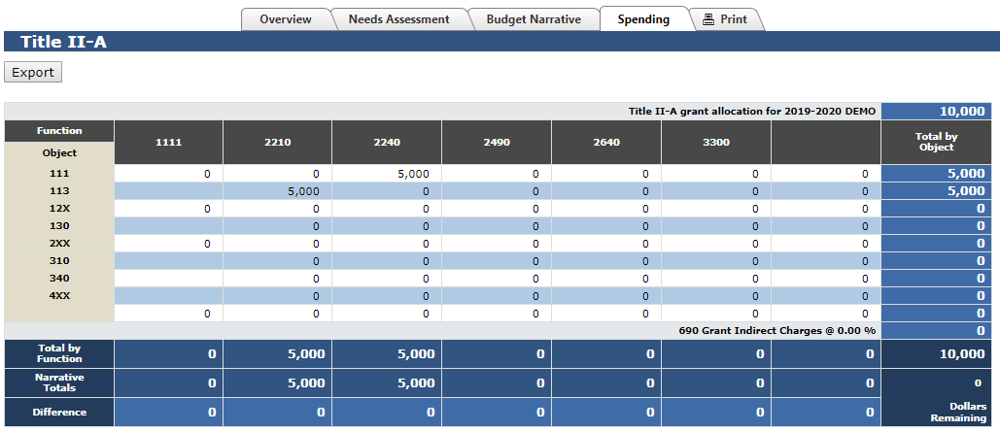 Overview Needs Assessment Budget Narrative Spending Print
Title II-A
Export
Title II-A grant allocation for 2019-2020 DEMO 10,000
Function 1111 2210 2240 2490 2640 3300 Total by
Object
Object
111 0 0 5,000 0 0 0 0 5,000
113 5,000 0 0 0 0 0 5,000
12X 0 0 0 0 0 0 0 0
130 0 0 0 0 0 0 0
2XX 0 0 0 0 0 0 0 0
310 0 0 0 0 0 0 0
340 0 0 0 0 0 0 0
4XX 0 0 0 0 0 0 0
0 0 0 0 0 0 0 0
690 Grant Indirect Charges @ 0.00 % 0
Total by
Function 0 5,000 5,000 0 0 0 0 10,000
Narrative
Totals 0 5,000 5,000 0 0 0 0 0
Difference 0 0 0 0 0 0 0 Dollars
Remaining